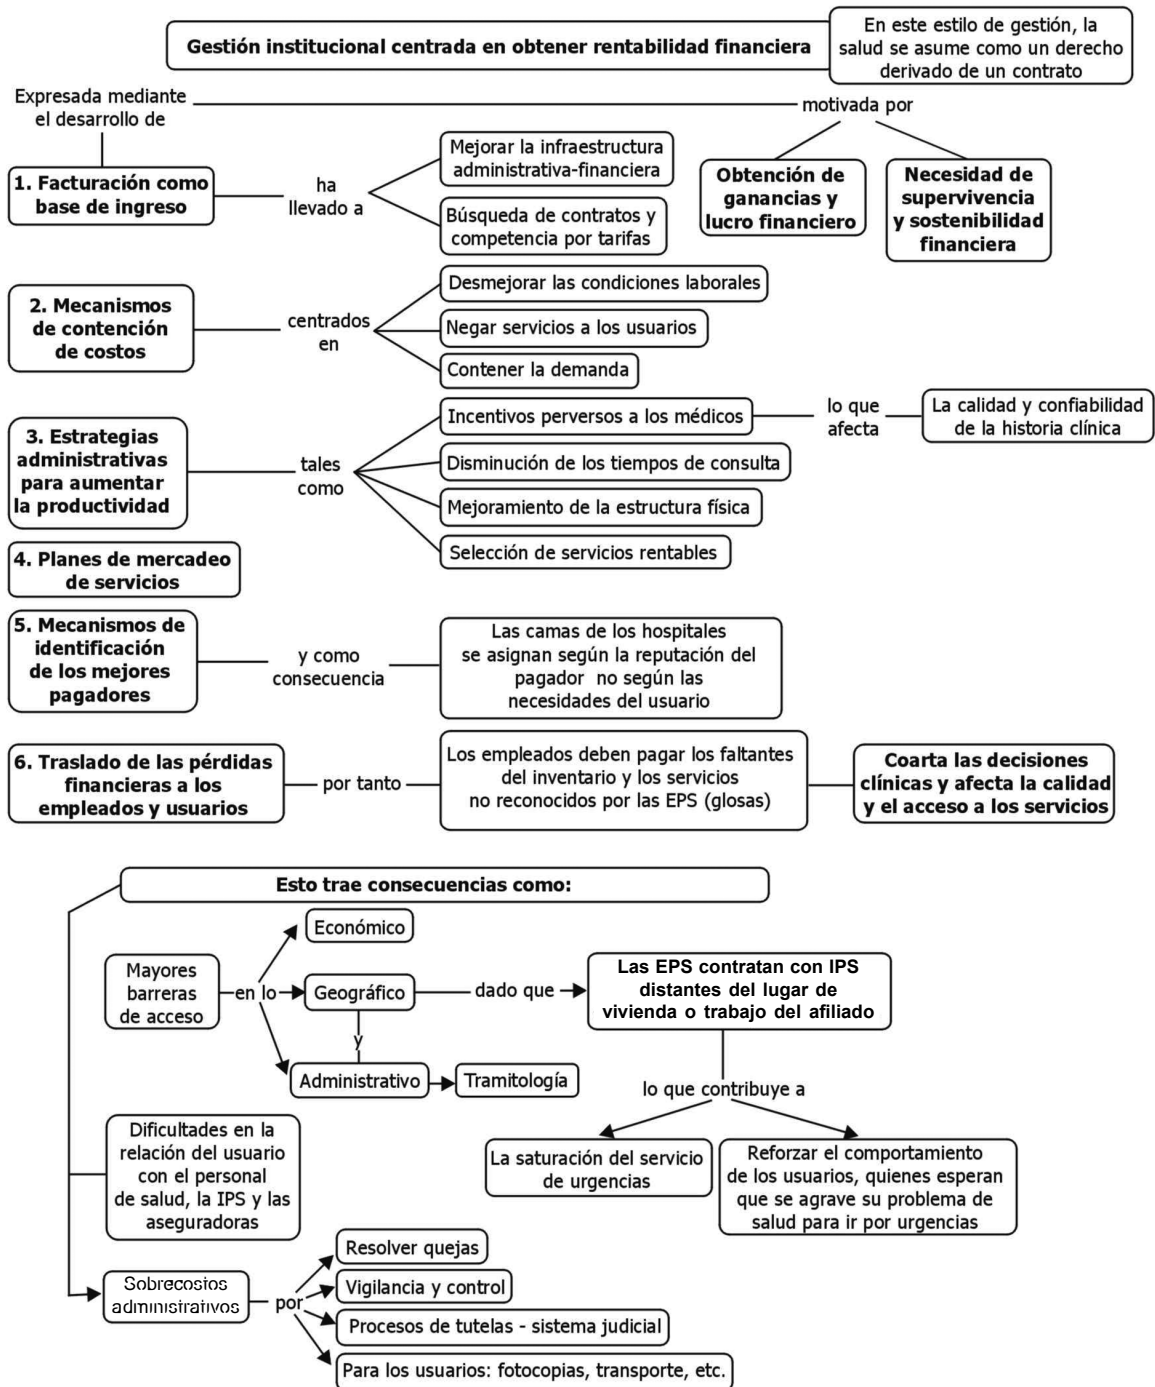 Gestión institucional centrada en obtener rentabilidad financiera
En este estilo de gestión, la
salud se asume como un derecho
derivado de un contrato
Expresada mediante
el desarrollo de
motivada por
Obtención de
ganancias y
lucro financiero
Necesidad de
supervivencia
y sostenibilidad
financiera
1. Facturación como
base de ingreso
ha
llevado a
Mejorar la infraestructura
administrativa-financiera
Búsqueda de contratos y
competencia por tarifas
2. Mecanismos
de contención
de costos
centrados
en
Desmejorar las condiciones laborales
Negar servicios a los usuarios
Contener la demanda
3. Estrategias
administrativas
para aumentar
la productividad
tales
como
Incentivos perversos a los médicos
lo que
afecta
La calidad y confiabilidad
de la historia clínica
Disminución de los tiempos de consulta
Mejoramiento de la estructura física
Selección de servicios rentables
4. Planes de mercadeo
de servicios
5. Mecanismos de
identificación
de los mejores
pagadores
y como
consecuencia
Las camas de los hospitales
se asignan según la reputación del
pagador no según las
necesidades del usuario
6. Traslado de las pérdidas
financieras a los
empleados y usuarios
por tanto
Los empleados deben pagar los faltantes
del inventario y los servicios
no reconocidos por las EPS (glosas)
Coarta las decisiones
clínicas y afecta la calidad
y el acceso a los servicios
Esto trae consecuencias como:
Mayores
barreras
de acceso
en lo
Económico
Geográfico
y
Administrativo
Tramitología
dado que
Las EPS contratan con IPS
distantes del lugar de
vivienda o trabajo del afiliado
lo que contribuye a
La saturación del servicio
de urgencias
Reforzar el comportamiento
de los usuarios, quienes esperan
que se agrave su problema de
salud para ir por urgencias
Dificultades en la
relación del usuario
con el personal
de salud, la IPS y las
aseguradoras
Sobrecostos
administrativos
por
Resolver quejas
Vigilancia y control
Procesos de tutelas - sistema judicial
Para los usuarios: fotocopias, transporte, etc.